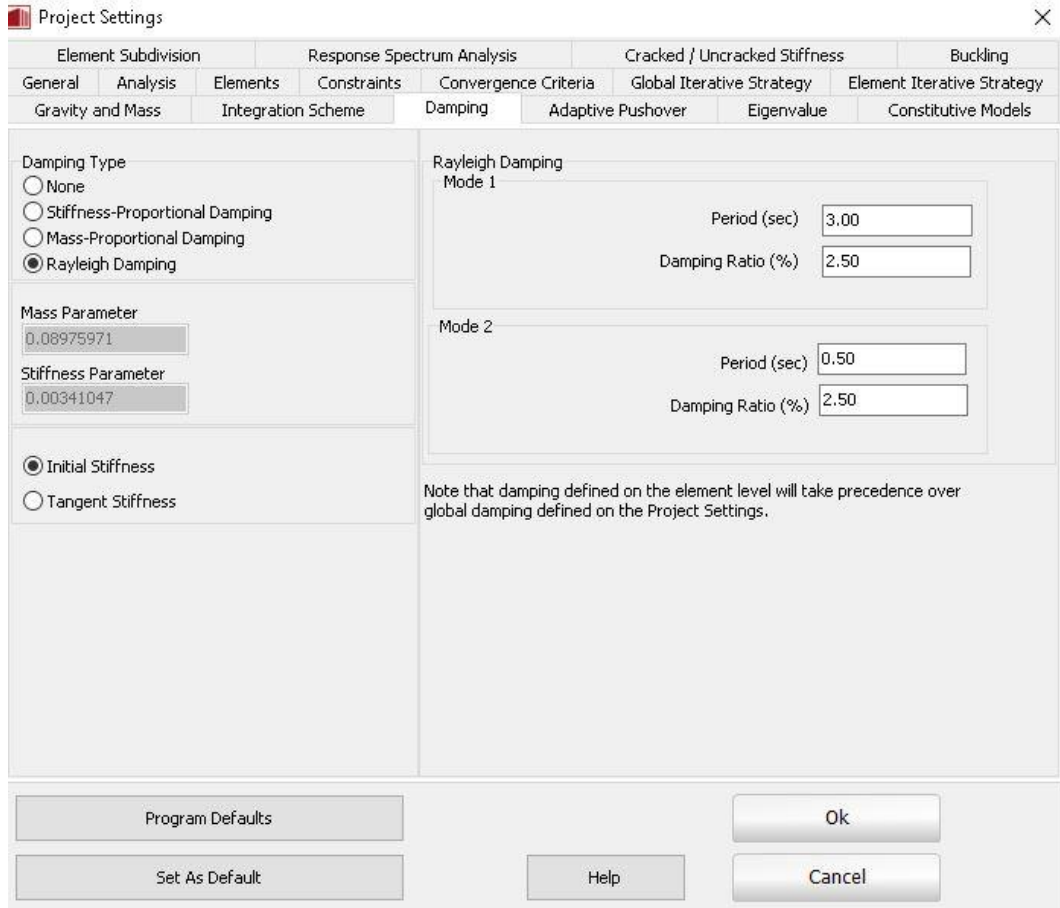 Project Settings
Element Subdivision Response Spectrum Analysis Cracked / Uncracked Stiffness Buckling
General Analysis Elements Constraints Convergence Criteria Global Iterative Strategy Element Iterative Strategy
Gravity and Mass Integration Scheme Damping Adaptive Pushover Eigenvalue Constitutive Models
Damping Type
None
Stiffness-Proportional Damping
Mass-Proportional Damping
Rayleigh Damping
Mass Parameter
0.08975971
Stiffness Parameter
0.00341047
Initial Stiffness
Tangent Stiffness
Rayleigh Damping
Mode 1
Period (sec) 3.00
Damping Ratio (%) 2.50
Mode 2
Period (sec) 0.50
Damping Ratio (%) 2.50
Note that damping defined on the element level will take precedence over
global damping defined on the Project Settings.
Program Defaults Ok
Set As Default Help Cancel